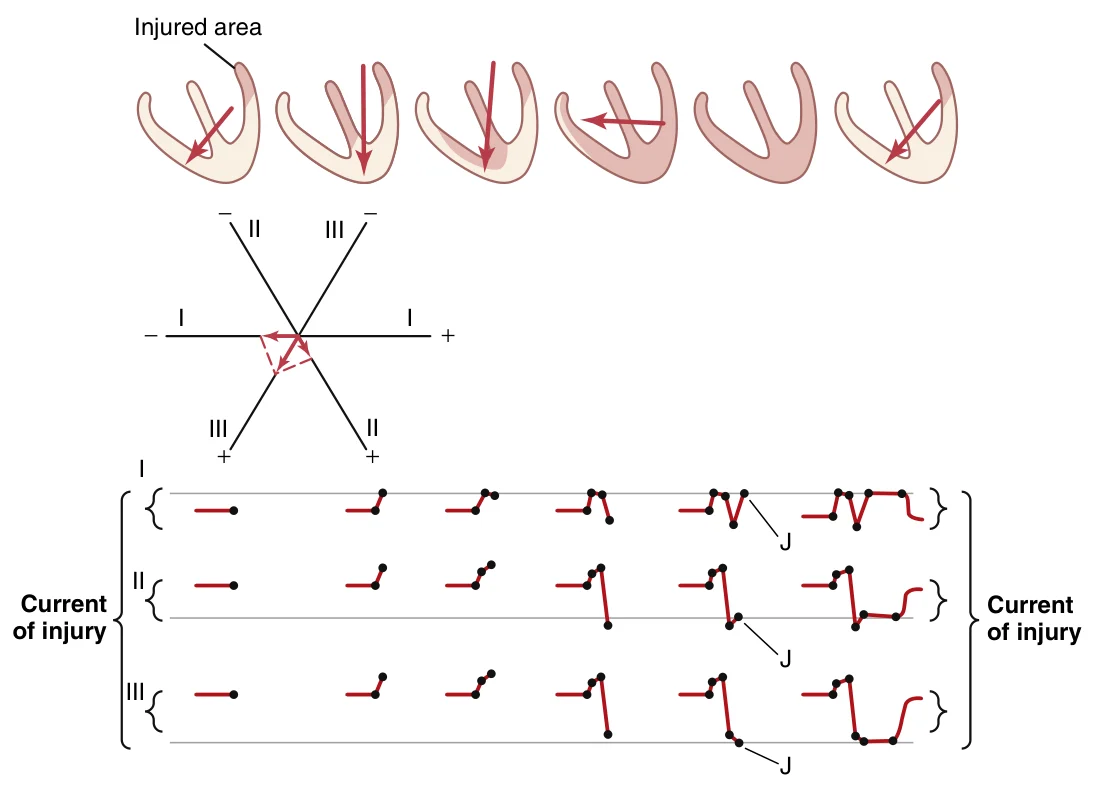 Injured area
− −
II III
I I
− +
III II
+ +
I
J
II
Current
of injury
Current
of injury
J
III
J